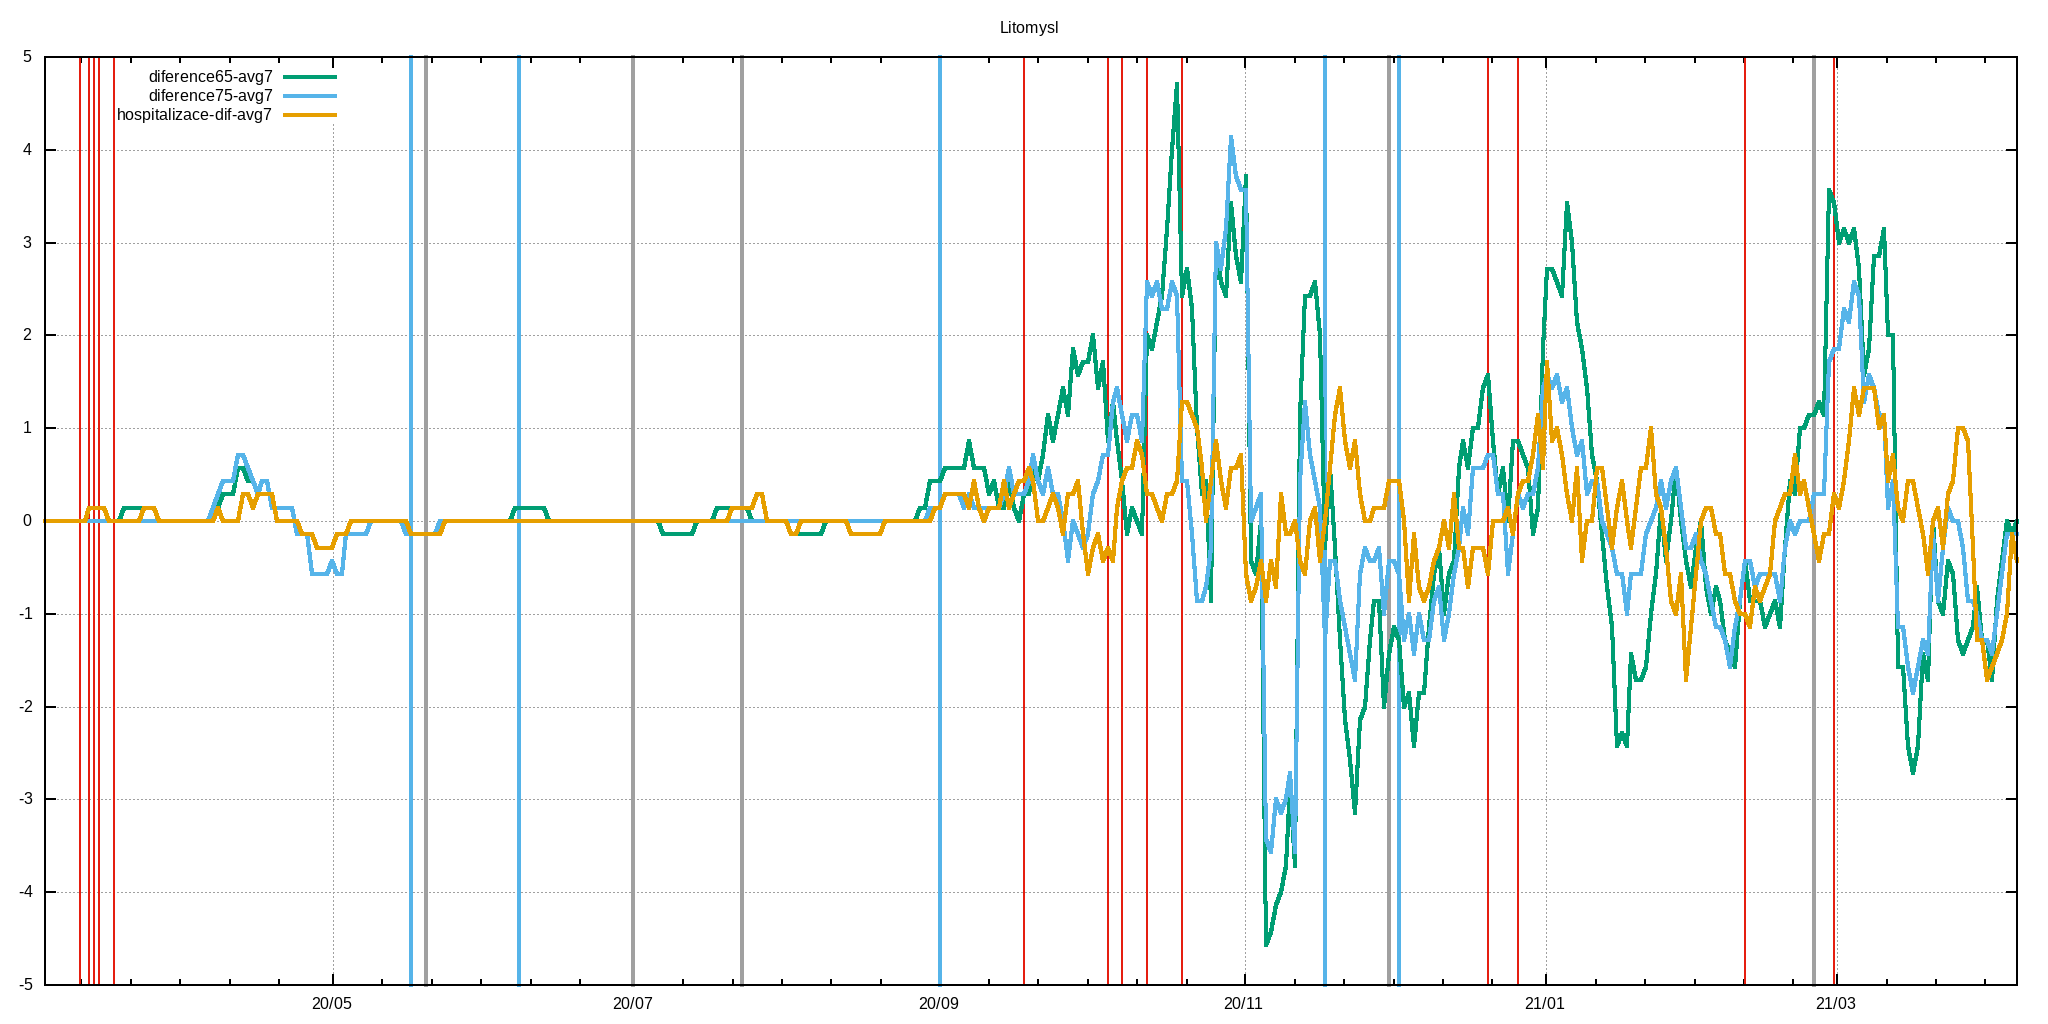 Litomysl
diference65-avg7
diference75-avg7
hospitalizace-dif-avg7
5
4
3
2
1
0
-1
-2
-3
-4
-5
20/05 20/07 20/09 20/11 21/01 21/03